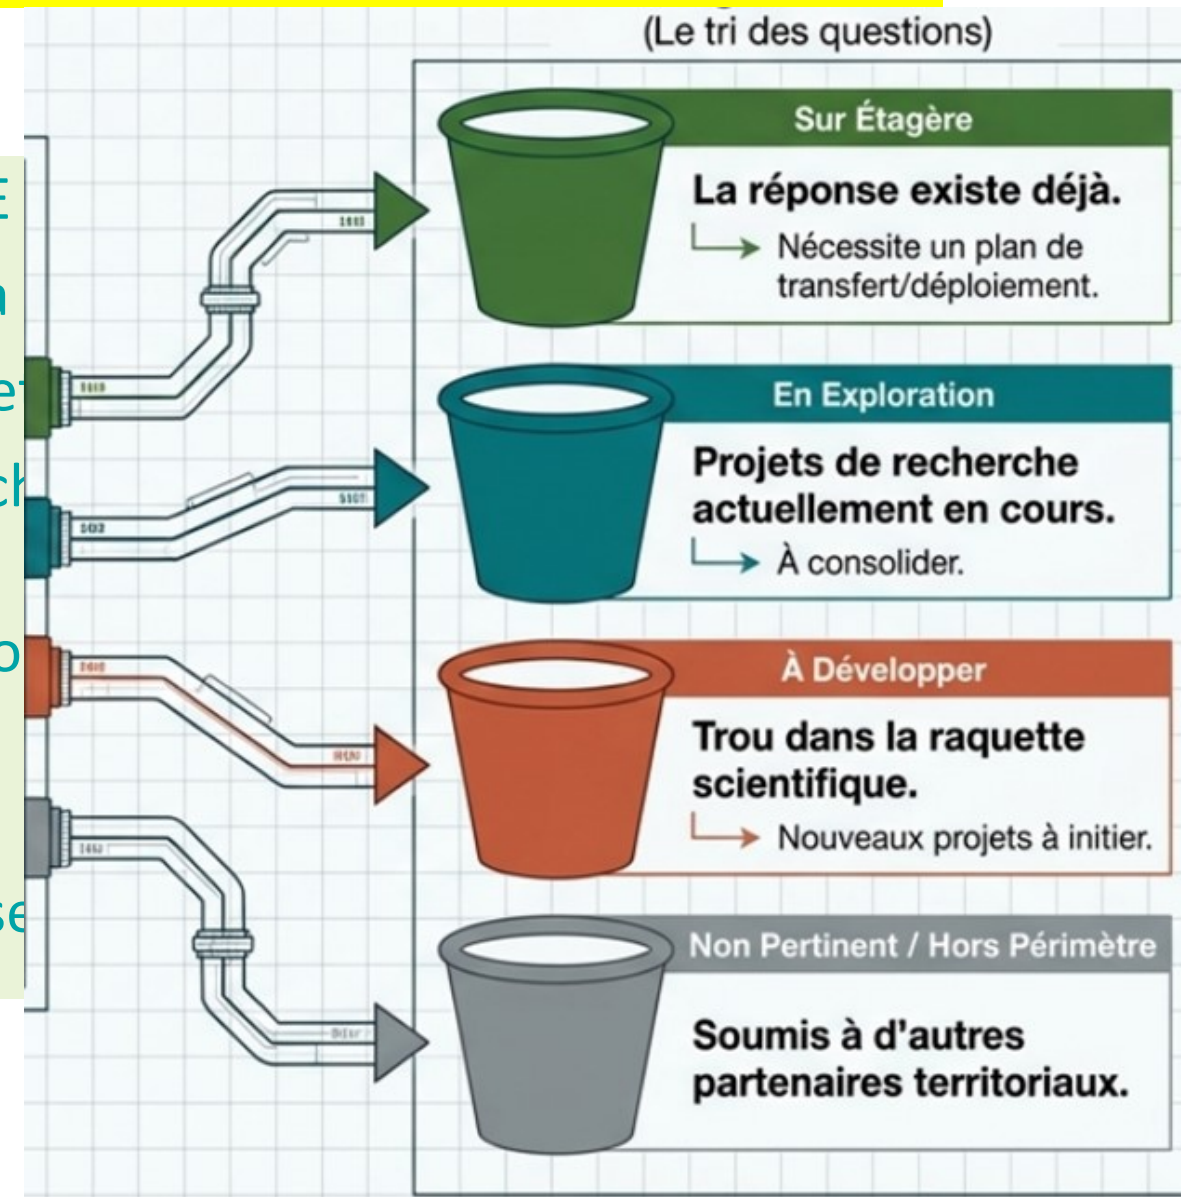 (Le tri des questions)
Sur Étagère
La réponse existe déjà.
Nécessite un plan de
transfert/déploiement.
En Exploration
Projets de recherche
actuellement en cours.
À consolider.
À Développer
Trou dans la raquette
scientifique.
Nouveaux projets à initier.
Non Pertinent / Hors Périmètre
Soumis à d'autres
partenaires territoriaux.